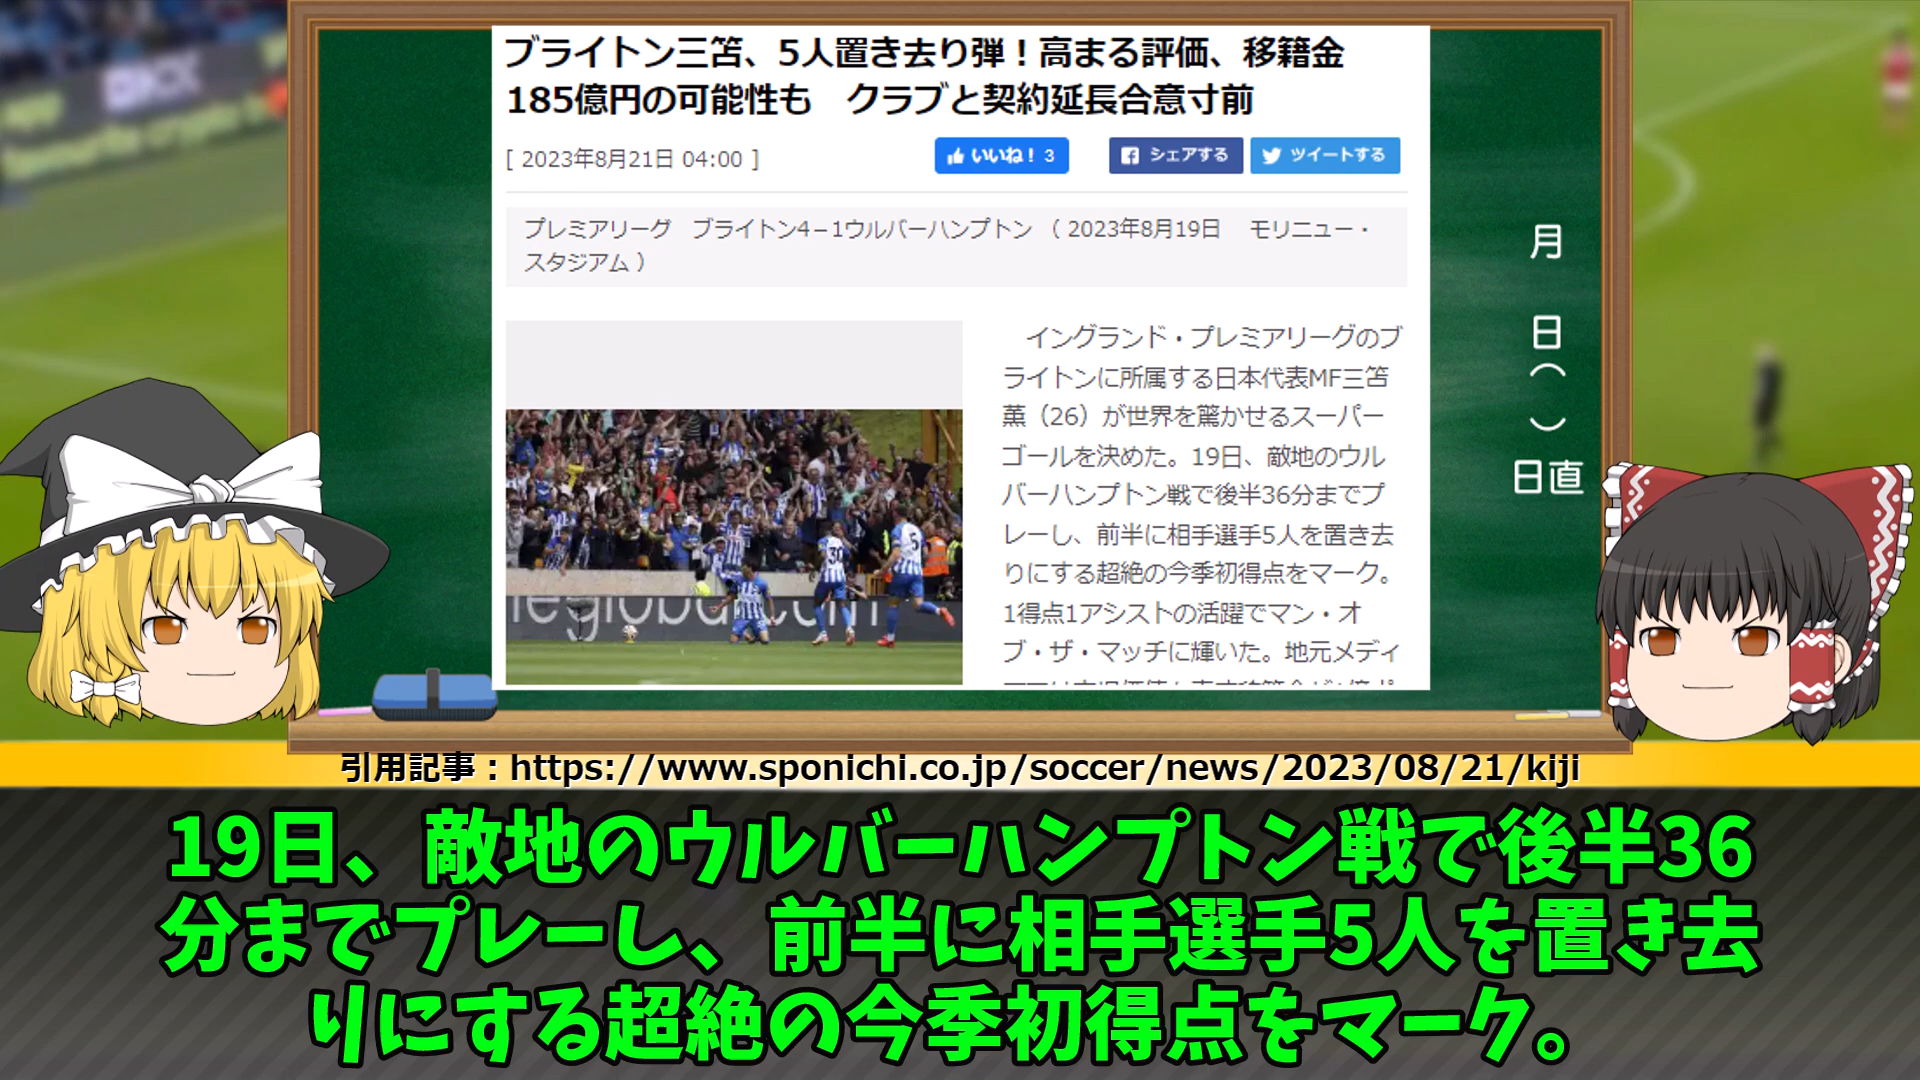 ブライトン三笘、5人置き去り弾！高まる評価、移籍金
185億円の可能性も　クラブと契約延長合意寸前
[ 2023年8月21日 04:00 ]
いいね！ 3
シェアする
ツイートする
プレミアリーグ　ブライトン4－1ウルバーハンプトン （ 2023年8月19日　モリニュー・
スタジアム ）
イングランド・プレミアリーグのブ
ライトンに所属する日本代表MF三笘
薫（26）が世界を驚かせるスーパー
ゴールを決めた。19日、敵地のウル
バーハンプトン戦で後半36分までプ
レーし、前半に相手選手5人を置き去
りにする超絶の今季初得点をマーク。
1得点1アシストの活躍でマン・オ
ブ・ザ・マッチに輝いた。地元メディ
30
5
月
日
（　）
日直
引用記事：https://www.sponichi.co.jp/soccer/news/2023/08/21/kiji
19日、敵地のウルバーハンプトン戦で後半36
分までプレーし、前半に相手選手5人を置き去
りにする超絶の今季初得点をマーク。